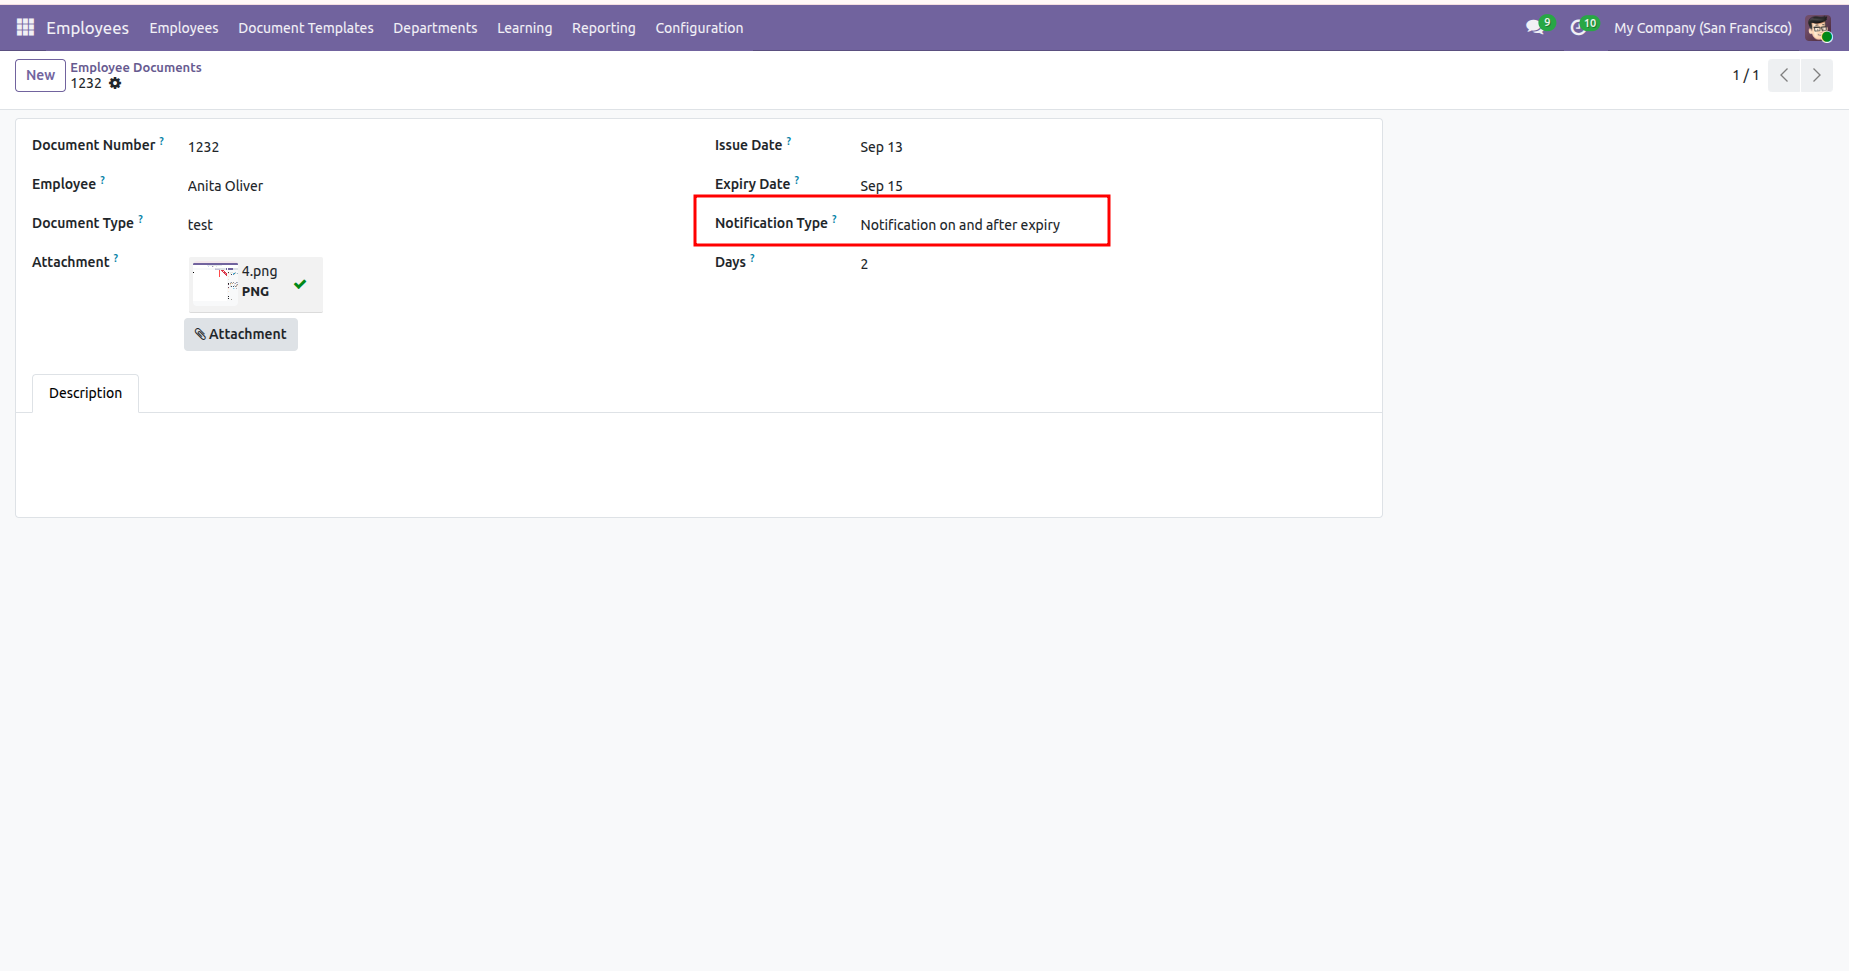 Employees Employees Document Templates Departments Learning Reporting Configuration 9 10 My Company (San Francisco)
New Employee Documents 1 / 1
1232
Document Number ? 1232 Issue Date ? Sep 13
Employee ? Anita Oliver Expiry Date ? Sep 15
Document Type ? test Notification Type ? Notification on and after expiry
Attachment ? 4.png Days ? 2
PNG
Attachment
Description